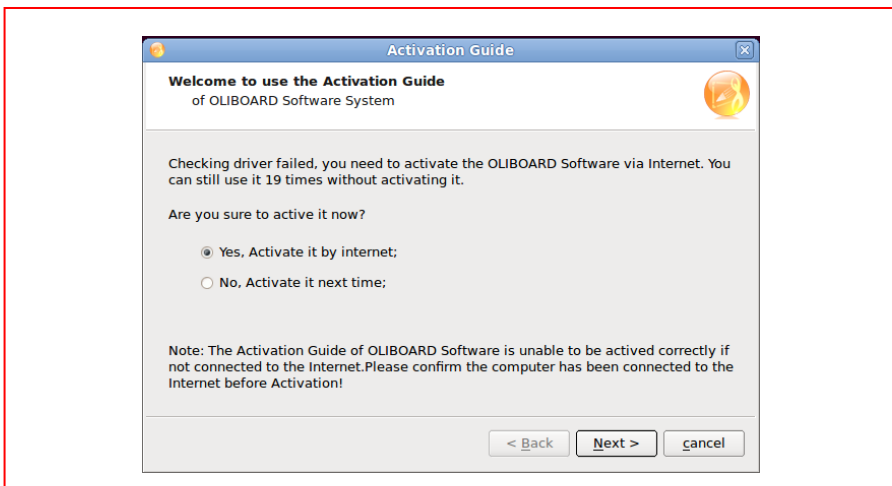 Activation Guide
Welcome to use the Activation Guide
of OLIBOARD Software System
Checking driver failed, you need to activate the OLIBOARD Software via Internet. You
can still use it 19 times without activating it.
Are you sure to active it now?
Yes, Activate it by internet;
No, Activate it next time;
Note: The Activation Guide of OLIBOARD Software is unable to be actived correctly if
not connected to the Internet.Please confirm the computer has been connected to the
Internet before Activation!
< Back Next > cancel